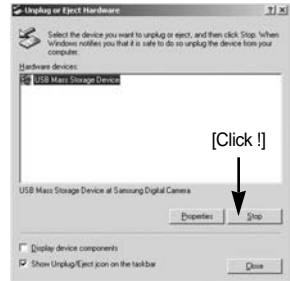 Unplug or Eject Hardware
Select the device you want to unplug or eject, and then click Stop. When
Windows notifies you that it is safe to do so unplug the device from your
computer.
Hardware devices:
USB Mass Storage Device
[Click !]
USB Mass Storage Device at Samsung Digital Camera
Properties
Stop
Display device components
Show Unplug/Eject icon on the taskbar
Close